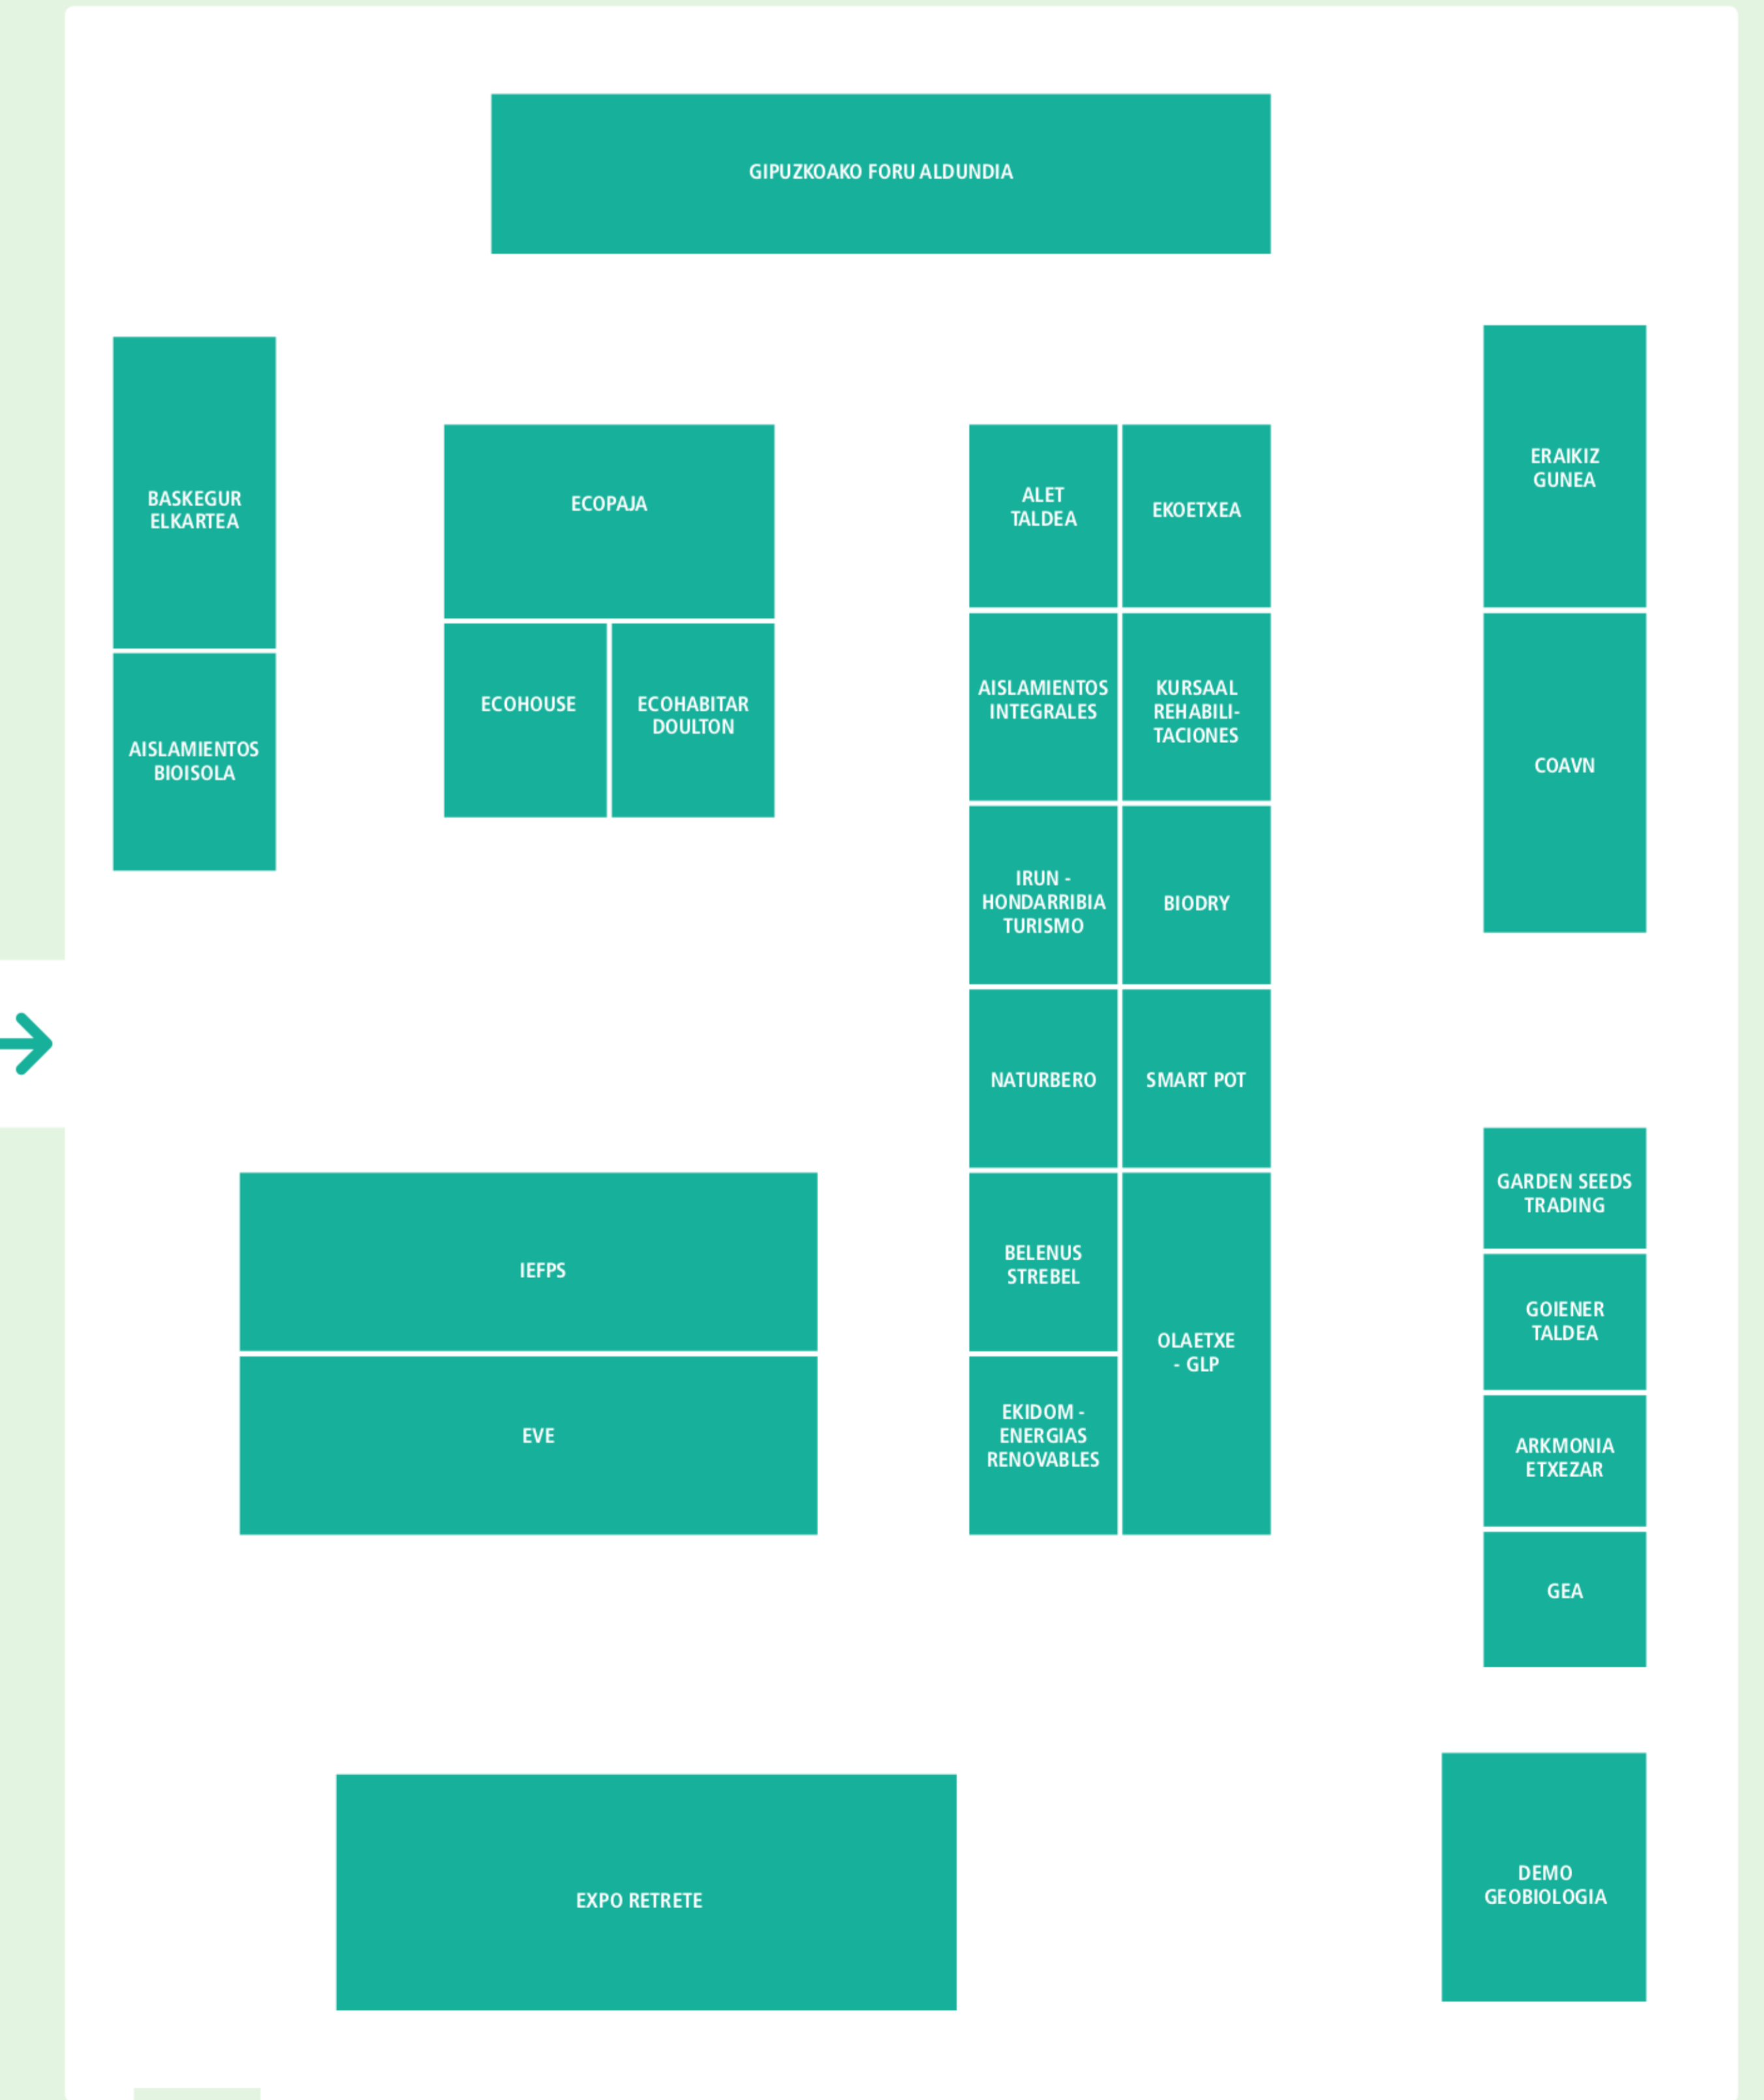 GIPUZKOAKO FORU ALDUNDIA
BASKEGUR
ELKARTEA
AISLAMIENTOS
BIOISOLA
ECOPAJA
ECOHOUSE
ECOHABITAR
DOULTON
ALET
TALDEA
EKOETXEA
AISLAMIENTOS
INTEGRALES
KURSAAL
REHABILI-
TACIONES
IRUN -
HONDARRIBIA
TURISMO
BIODRY
NATURBERO
SMART POT
BELENUS
STREBEL
OLAETXE
- GLP
EKIDOM -
ENERGIAS
RENOVABLES
ERAIKIZ
GUNEA
COAVN
IEFPS
EVE
GARDEN SEEDS
TRADING
GOIENER
TALDEA
ARKMONIA
ETXEZAR
GEA
EXPO RETRETE
DEMO
GEOBIOLOGIA